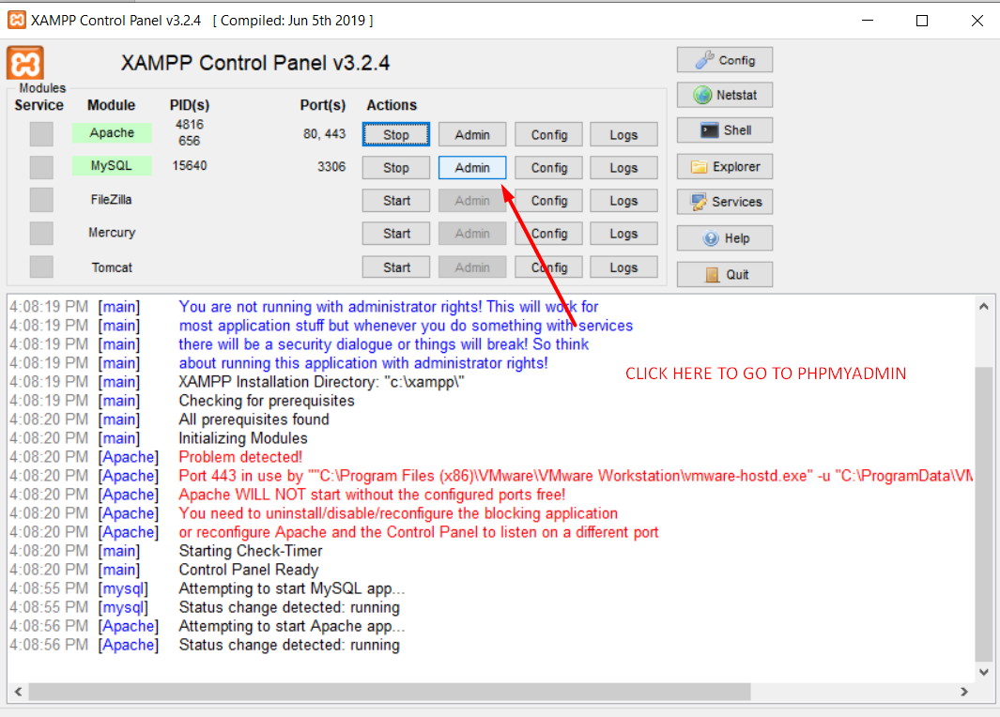 XAMPP Control Panel v3.2.4 [ Compiled: Jun 5th 2019 ]
XAMPP Control Panel v3.2.4
Config
Modules
Service Module PID(s) Port(s) Actions
Netstat
Apache 4816 656 80, 443 Stop Admin Config Logs
Shell
MySQL 15640 3306 Stop Admin Config Logs
Explorer
FileZilla Start Admin Config Logs
Services
Mercury Start Admin Config Logs
Help
Tomcat Start Admin Config Logs
Quit
4:08:19 PM [main] You are not running with administrator rights! This will work for
4:08:19 PM [main] most application stuff but whenever you do something with services
4:08:19 PM [main] there will be a security dialogue or things will break! So think
4:08:19 PM [main] about running this application with administrator rights!
CLICK HERE TO GO TO PHPMYADMIN
4:08:19 PM [main] XAMPP Installation Directory: "c:\xampp\"
4:08:19 PM [main] Checking for prerequisites
4:08:20 PM [main] All prerequisites found
4:08:20 PM [main] Initializing Modules
4:08:20 PM [Apache] Problem detected!
4:08:20 PM [Apache] Port 443 in use by ""C:\Program Files (x86)\VMware\VMware Workstation\vmware-hostd.exe" -u "C:\ProgramData\VM
4:08:20 PM [Apache] Apache WILL NOT start without the configured ports free!
4:08:20 PM [Apache] You need to uninstall/disable/reconfigure the blocking application
4:08:20 PM [Apache] or reconfigure Apache and the Control Panel to listen on a different port
4:08:20 PM [main] Starting Check-Timer
4:08:20 PM [main] Control Panel Ready
4:08:55 PM [mysql] Attempting to start MySQL app...
4:08:55 PM [mysql] Status change detected: running
4:08:56 PM [Apache] Attempting to start Apache app...
4:08:56 PM [Apache] Status change detected: running